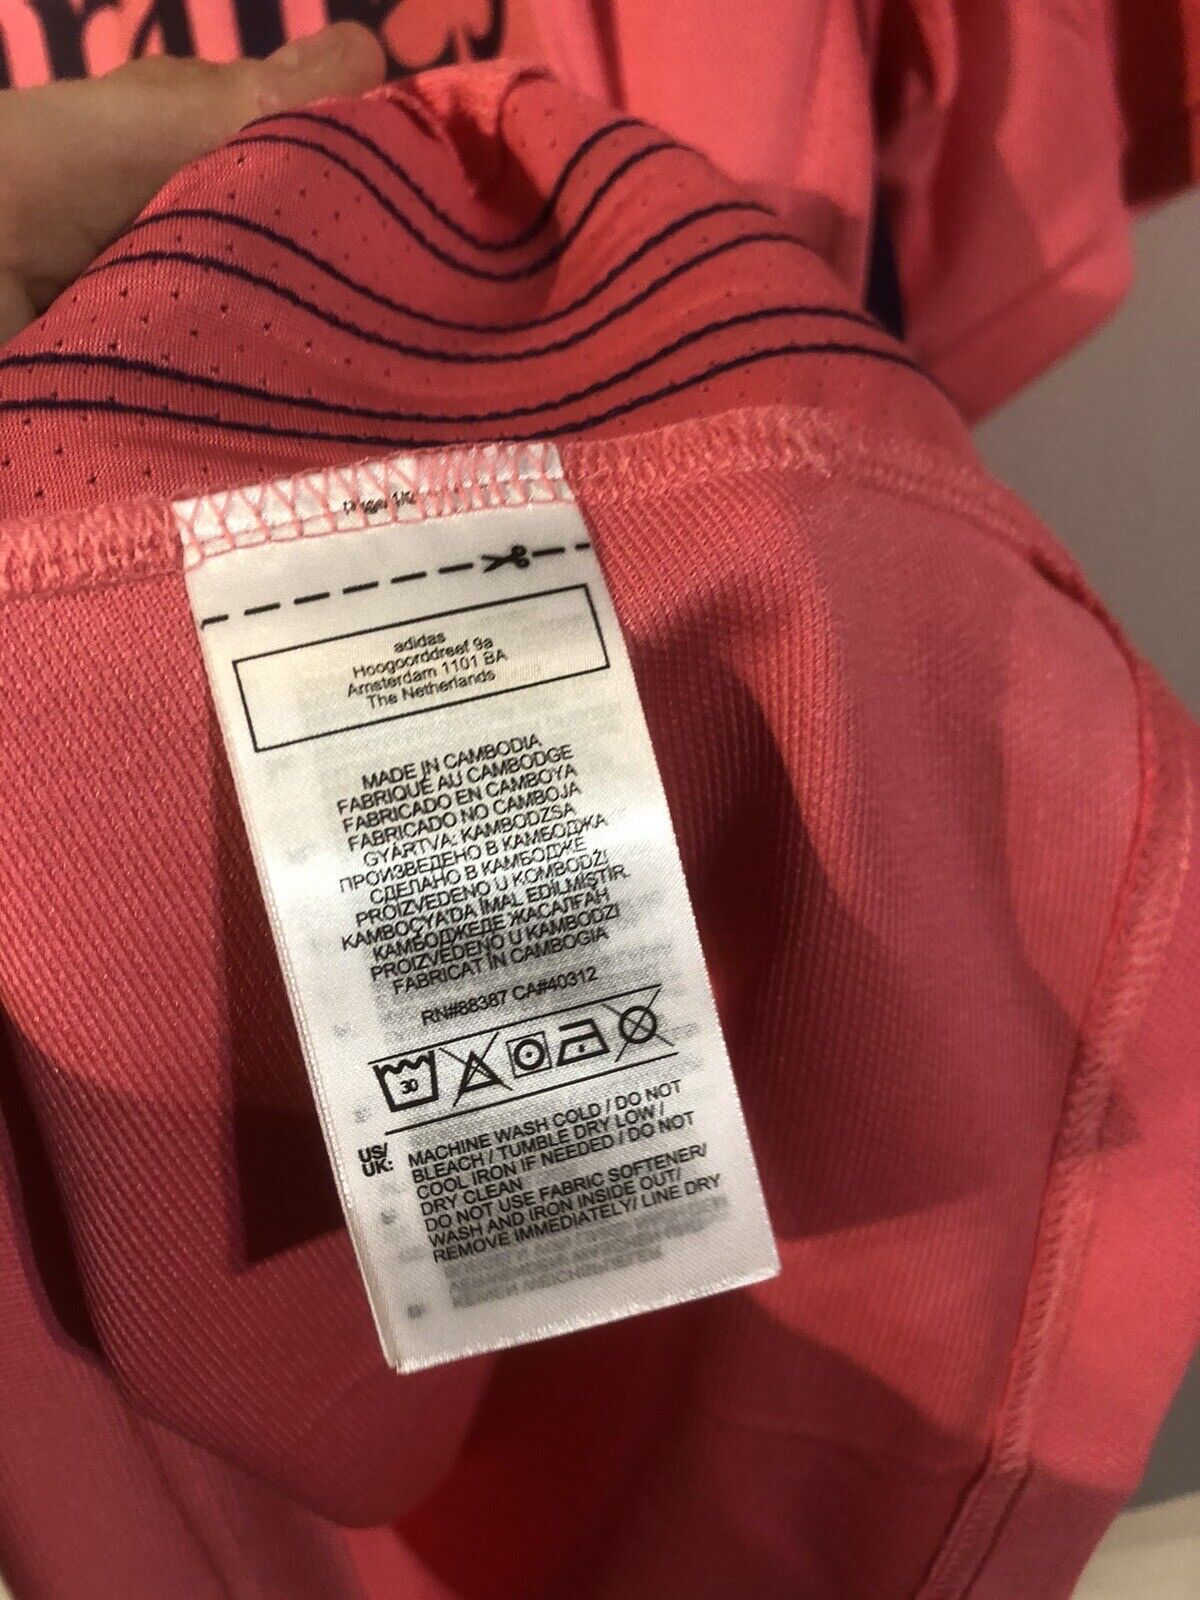 adidas
Hoogoorddreef 9a
Amsterdam 1101 BA
The Netherlands
MADE IN CAMBODIA
FABRIQUÉ AU CAMBODGE
FABRICADO EN CAMBOYA
FABRICADO NO CAMBOJA
GYÁRTVA: KAMBODZSA
ПРОИЗВЕДЕНО В КАМБОДЖА
СДЕЛАНО В КАМБОДЖЕ
PROIZVEDENO U KOMBODŽI
KAMBOÇYA'DA İMAL EDİLMİŞTİR.
КАМБОДЖЕДЕ ЖАСАЛҒАН
PROIZVEDENO U KAMBODZI
FABRICAT ÎN CAMBOGIA
RN#88387 CA#40312
30
US/
UK:
MACHINE WASH COLD / DO NOT
BLEACH / TUMBLE DRY LOW /
COOL IRON IF NEEDED / DO NOT
DRY CLEAN
DO NOT USE FABRIC SOFTENER/
WASH AND IRON INSIDE OUT/
REMOVE IMMEDIATELY/ LINE DRY